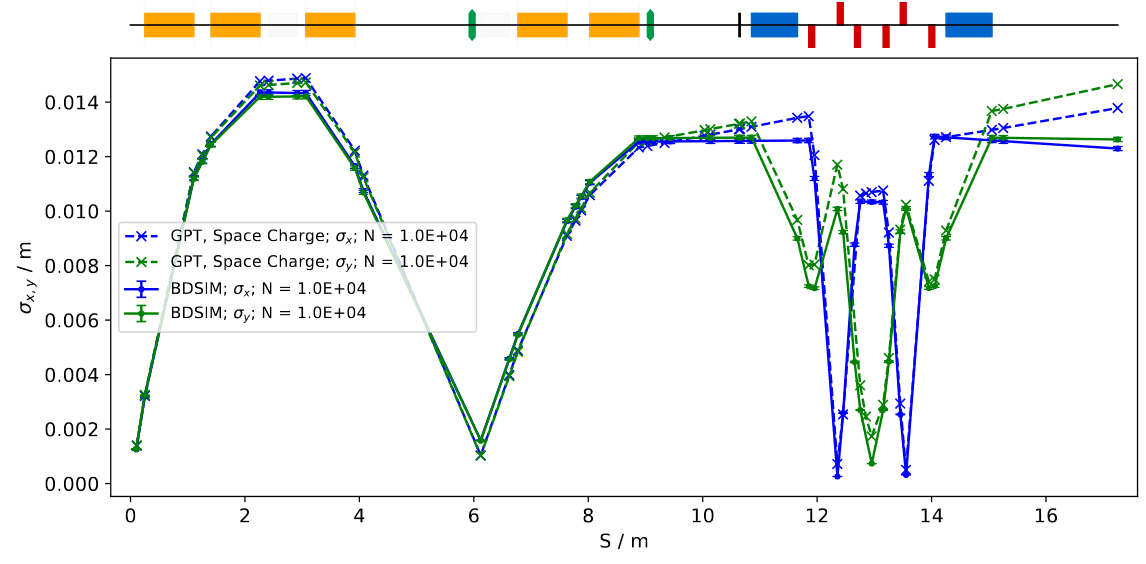 0.014
0.012
0.010
0.008
0.006
0.004
0.002
0.000
σx, y / m
GPT, Space Charge; σx; N = 1.0E+04
GPT, Space Charge; σy; N = 1.0E+04
BDSIM; σx; N = 1.0E+04
BDSIM; σy; N = 1.0E+04
0 2 4 6 8 10 12 14 16
S / m